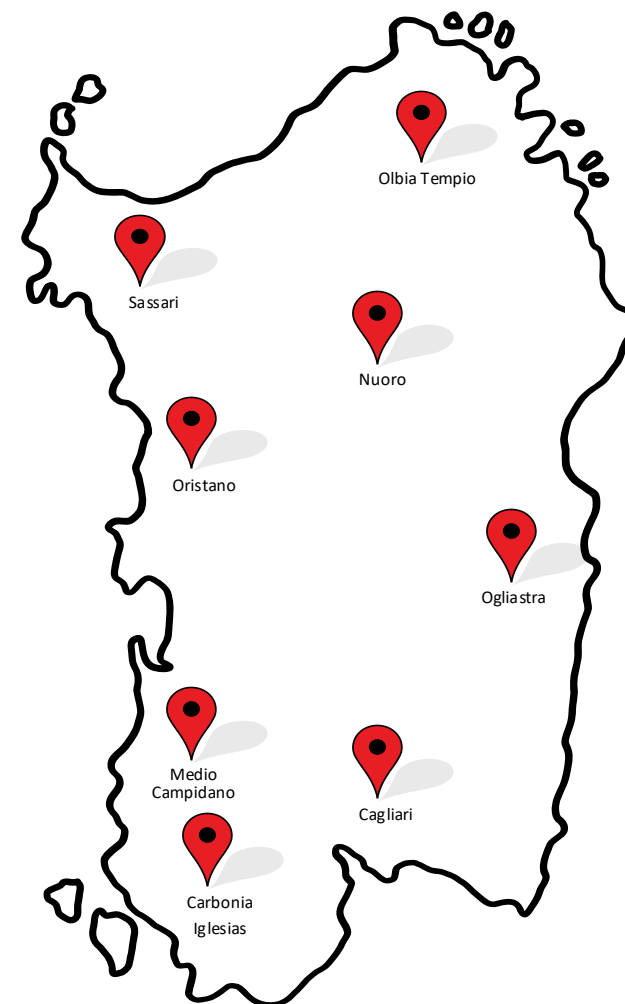 Olbia Tempio
Sassari
Nuoro
Oristano
Ogliastra
Medio
Campidano
Cagliari
Carbonia
Iglesias